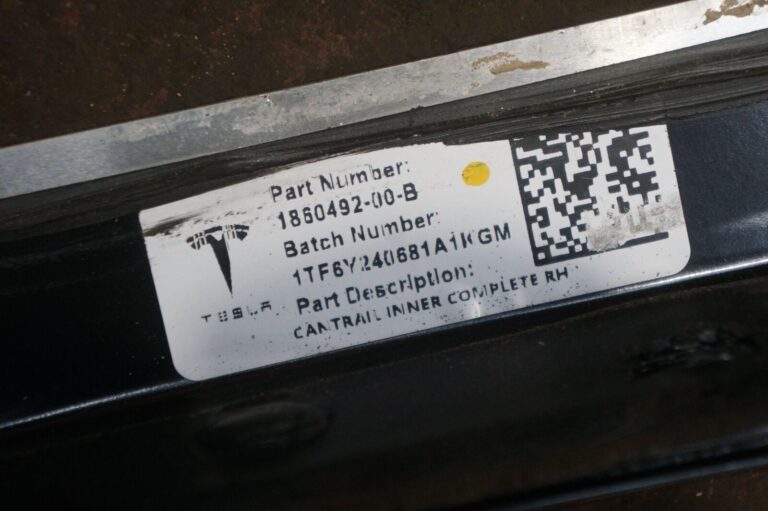 Part Number:
1860492-00-B
Batch Number:
1TF6Y240681A1KGM
Part Description:
CANTRAIL INNER COMPLETE RH
TESLA